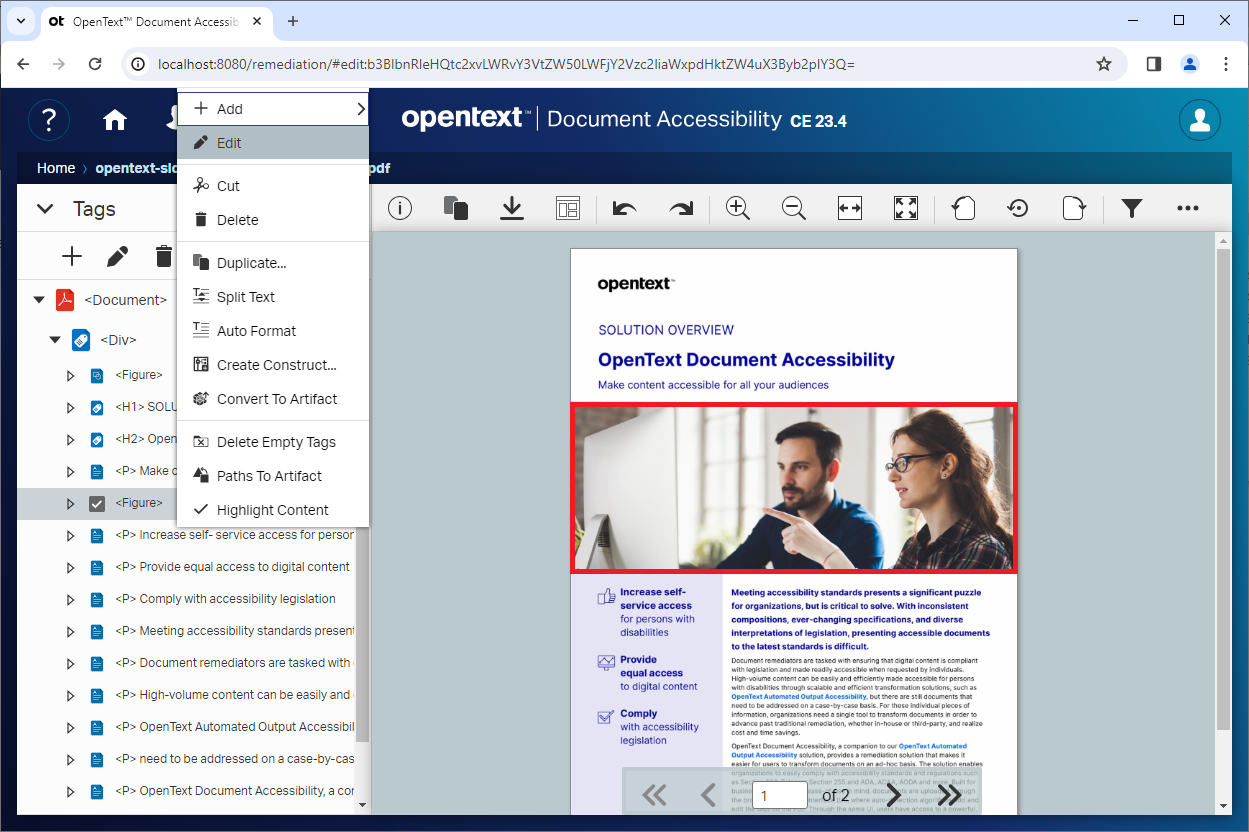 ot OpenText™ Document Accessib
localhost:8080/remediation/#edit:b3BlbnRleHQtc2xvLWRvY3VtZW50LWFjY2Vzc2liaWxpdHktZW4uX3Byb2plY3Q=
?
opentext™ | Document Accessibility CE 23.4
Home › opentext-slo
pdf
Add
Edit
Cut
Delete
Duplicate...
Split Text
Auto Format
Create Construct...
Convert To Artifact
Delete Empty Tags
Paths To Artifact
Highlight Content
Tags
<Document>
<Div>
<Figure>
<H1> SOLU
<H2> Open
<P> Make c
<Figure>
<P> Increase self- service access for person
<P> Provide equal access to digital content
<P> Comply with accessibility legislation
<P> Meeting accessibility standards present
<P> Document remediators are tasked with
<P> High-volume content can be easily and
<P> OpenText Automated Output Accessibil
<P> need to be addressed on a case-by-cas
<P> OpenText Document Accessibility, a cor
opentext™
SOLUTION OVERVIEW
OpenText Document Accessibility
Make content accessible for all your audiences
Increase self-
service access
for persons with
disabilities
Provide
equal access
to digital content
Comply
with accessibility
legislation
Meeting accessibility standards presents a significant puzzle
for organizations, but is critical to solve. With inconsistent
compositions, ever-changing specifications, and diverse
interpretations of legislation, presenting accessible documents
to the latest standards is difficult.
Document remediators are tasked with ensuring that digital content is compliant
with legislation and made readily accessible when requested by individuals.
High-volume content can be easily and efficiently made accessible for persons
with disabilities through scalable and efficient transformation solutions, such as
OpenText Automated Output Accessibility, but there are still documents that
need to be addressed on a case-by-case basis. For these individual pieces of
information, organizations need a single tool to transform documents in order to
advance past traditional remediation, whether in-house or third-party, and realize
cost and time savings.
OpenText Document Accessibility, a companion to our OpenText Automated
Output Accessibility solution, provides a remediation solution that makes it
easier for users to transform documents on an ad-hoc basis. The solution enables
organizations to easily comply with accessibility standards and regulations such
1 of 2